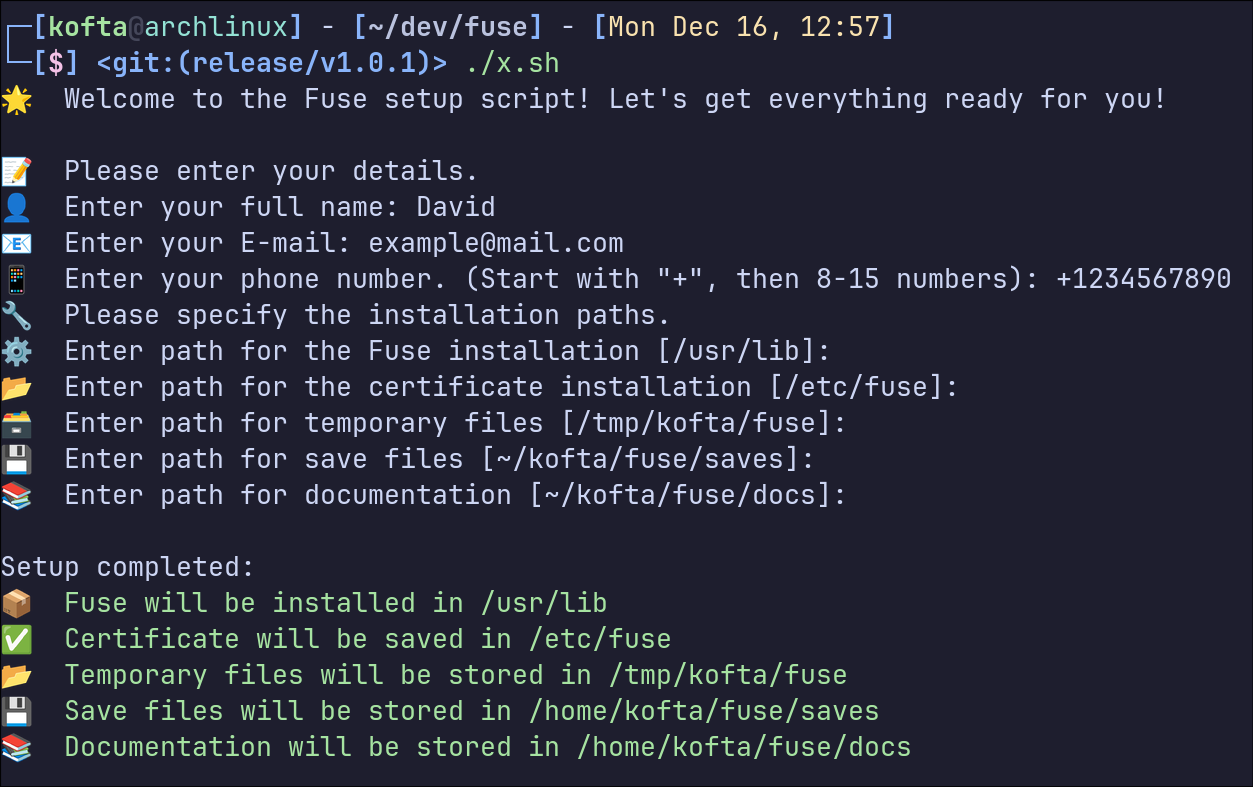 ┌─[kofta@archlinux] - [~/dev/fuse] - [Mon Dec 16, 12:57]
└─[$] <git:(release/v1.0.1)> ./x.sh
🌟  Welcome to the Fuse setup script! Let's get everything ready for you!
📝  Please enter your details.
👤  Enter your full name: David
📧  Enter your E-mail: example@mail.com
📱  Enter your phone number. (Start with "+", then 8-15 numbers): +1234567890
🔧  Please specify the installation paths.
⚙️  Enter path for the Fuse installation [/usr/lib]:
📂  Enter path for the certificate installation [/etc/fuse]:
🗃️  Enter path for temporary files [/tmp/kofta/fuse]:
💾  Enter path for save files [~/kofta/fuse/saves]:
📚  Enter path for documentation [~/kofta/fuse/docs]:
Setup completed:
📦  Fuse will be installed in /usr/lib
✅  Certificate will be saved in /etc/fuse
📂  Temporary files will be stored in /tmp/kofta/fuse
💾  Save files will be stored in /home/kofta/fuse/saves
📚  Documentation will be stored in /home/kofta/fuse/docs